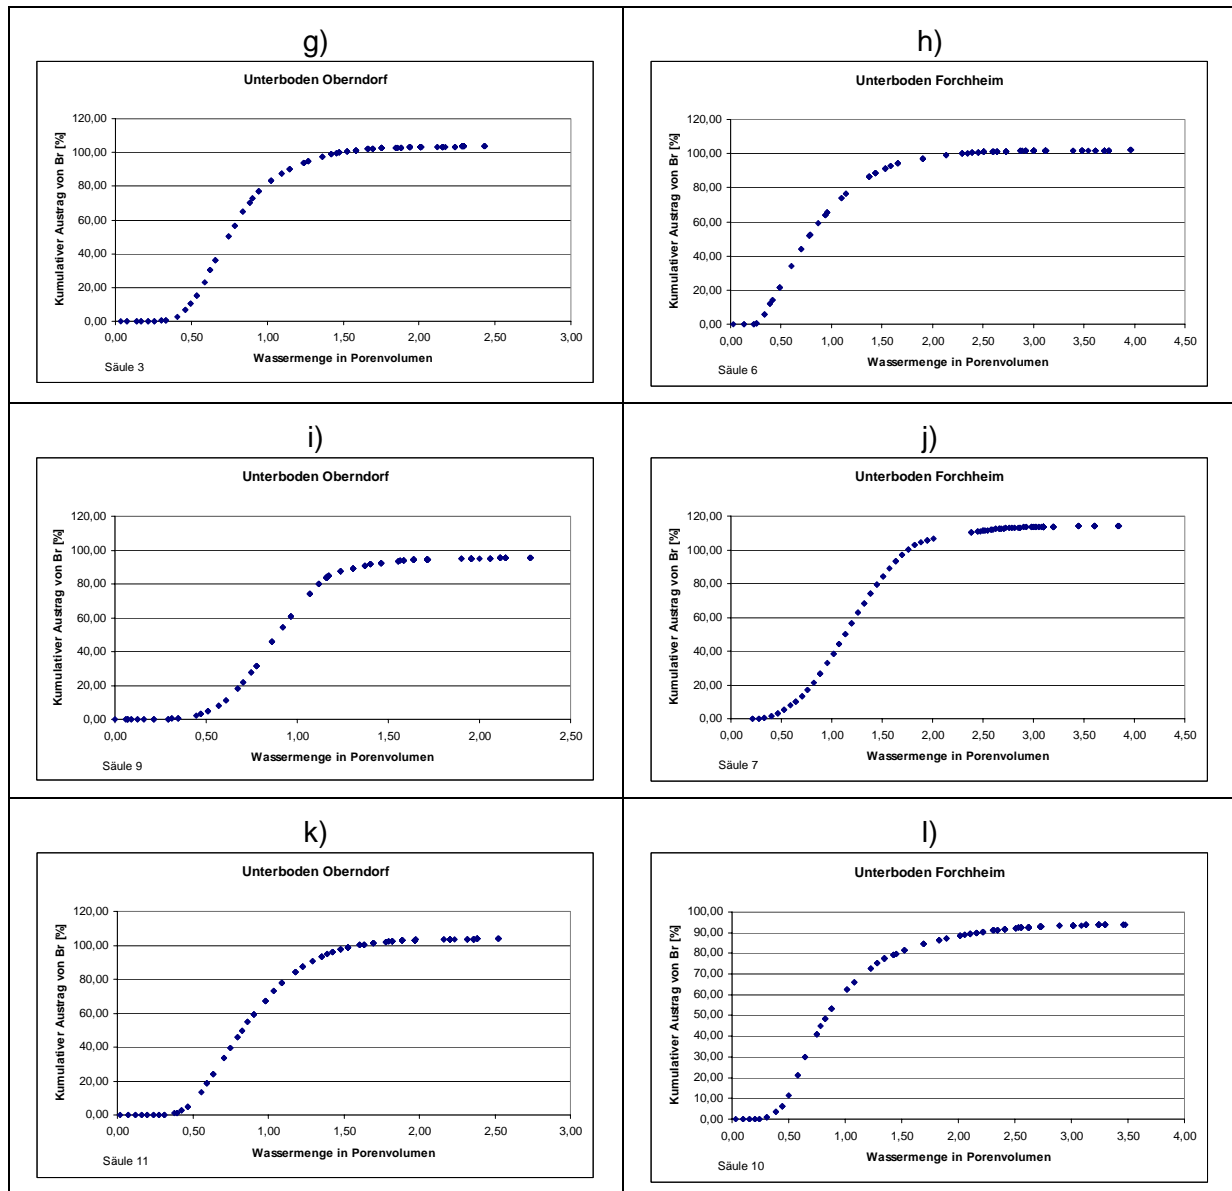 g)
Unterboden Oberndorf
Kumulativer Austrag von Br [%]
120,00
100,00
80,00
60,00
40,00
20,00
0,00
0,00 0,50 1,00 1,50 2,00 2,50 3,00
Wassermenge in Porenvolumen
Säule 3
h)
Unterboden Forchheim
Kumulativer Austrag von Br [%]
120,00
100,00
80,00
60,00
40,00
20,00
0,00
0,00 0,50 1,00 1,50 2,00 2,50 3,00 3,50 4,00 4,50
Wassermenge in Porenvolumen
Säule 6
i)
Unterboden Oberndorf
Kumulativer Austrag von Br [%]
120,00
100,00
80,00
60,00
40,00
20,00
0,00
0,00 0,50 1,00 1,50 2,00 2,50
Wassermenge in Porenvolumen
Säule 9
j)
Unterboden Forchheim
Kumulativer Austrag von Br [%]
120,00
100,00
80,00
60,00
40,00
20,00
0,00
0,00 0,50 1,00 1,50 2,00 2,50 3,00 3,50 4,00 4,50
Wassermenge in Porenvolumen
Säule 7
k)
Unterboden Oberndorf
Kumulativer Austrag von Br [%]
120,00
100,00
80,00
60,00
40,00
20,00
0,00
0,00 0,50 1,00 1,50 2,00 2,50 3,00
Wassermenge in Porenvolumen
Säule 11
l)
Unterboden Forchheim
Kumulativer Austrag von Br [%]
100,00
90,00
80,00
70,00
60,00
50,00
40,00
30,00
20,00
10,00
0,00
0,00 0,50 1,00 1,50 2,00 2,50 3,00 3,50 4,00
Wassermenge in Porenvolumen
Säule 10